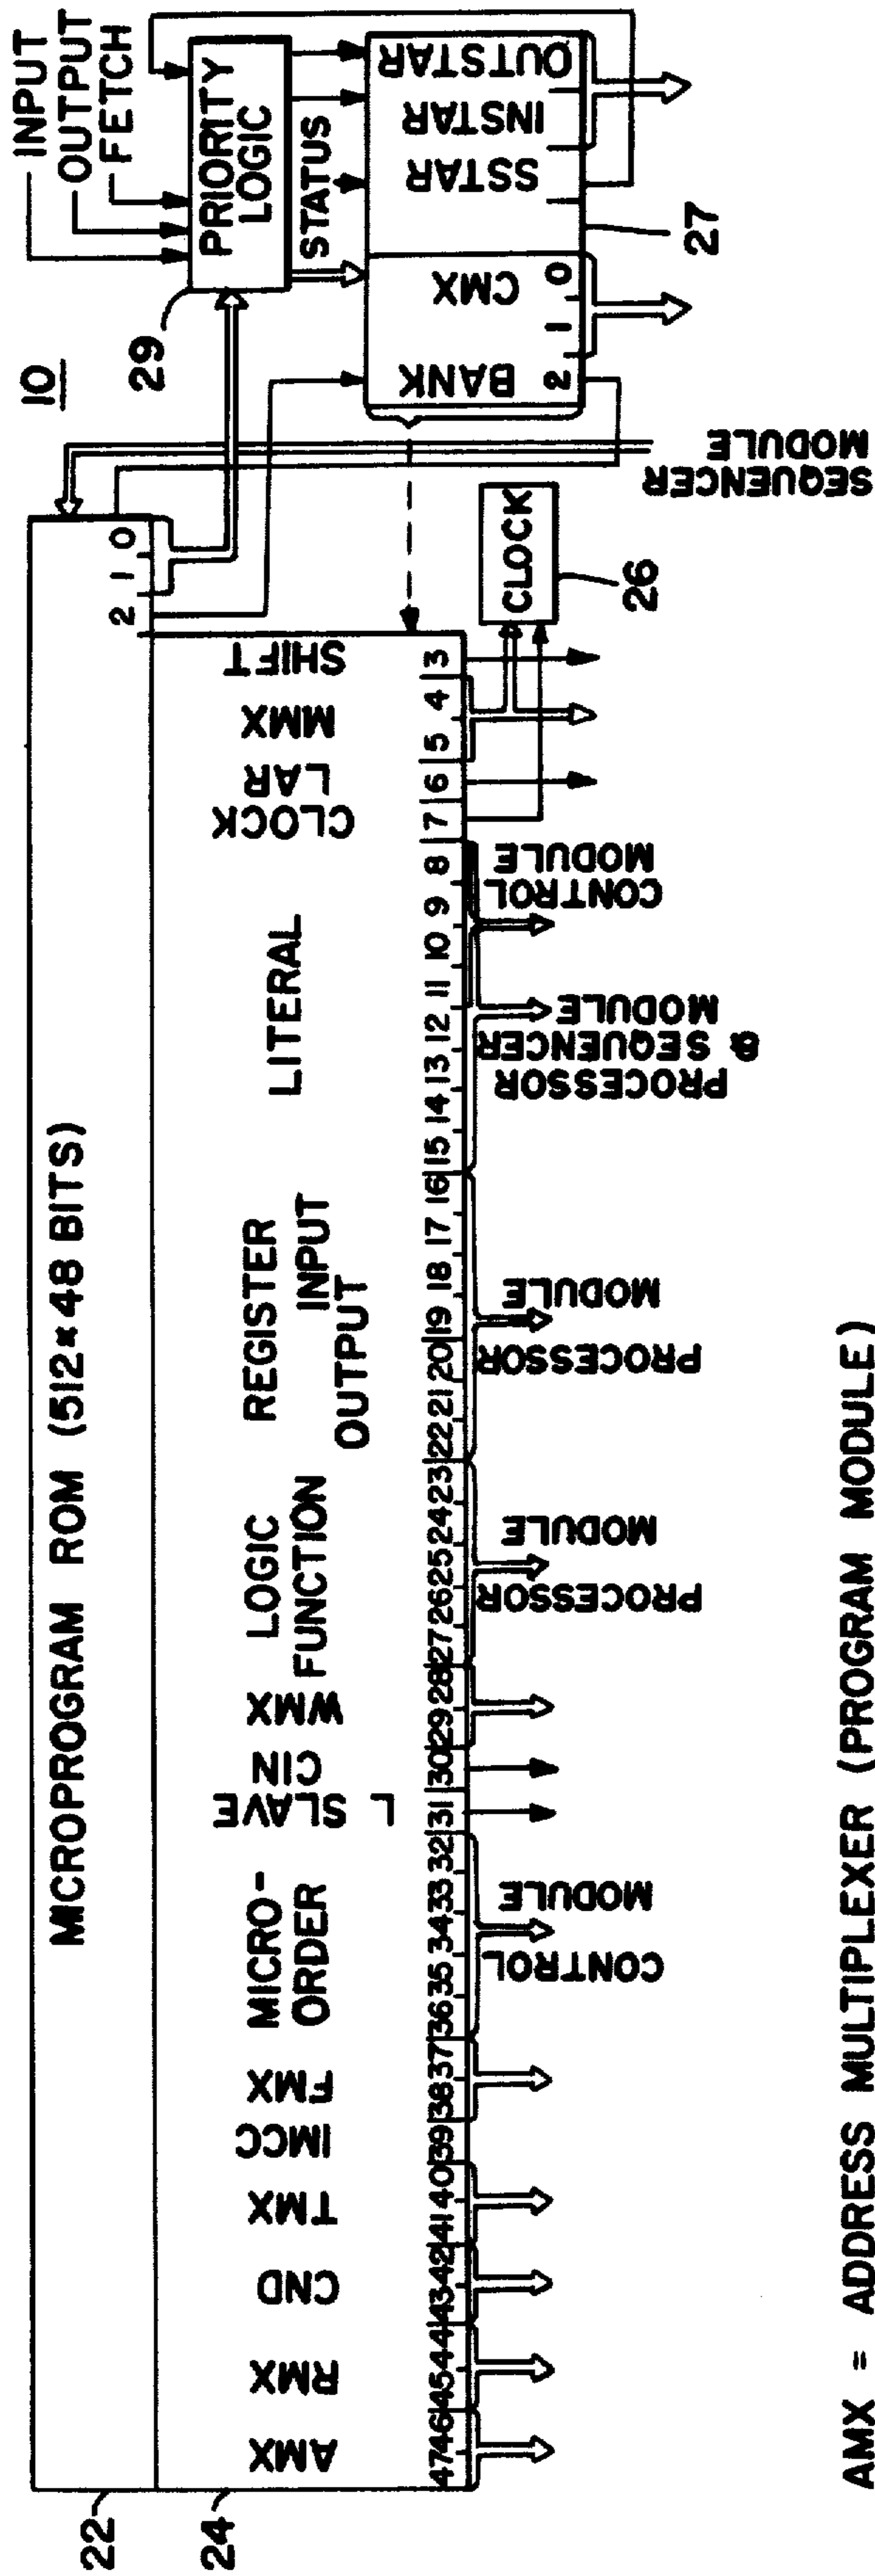 10
INPUT
OUTPUT
FETCH
29
PRIORITY
LOGIC
STATUS
22
MICROPROGRAM ROM (512×48 BITS)
2 1 0
24
AMX
RMX
CND
TMX
IMCC
FMX
MICRO-
ORDER
L SLAVE
CIN
WMX
LOGIC
FUNCTION
REGISTER
INPUT
OUTPUT
LITERAL
CLOCK
LAR
MMX
SHIFT
47 46 45 44 43 42 41 40 39 38 37 36 35 34 33 32 31 30 29 28 27 26 25 24 23 22 21 20 19 18 17 16 15 14 13 12 11 10 9 8 7 6 5 4 3
BANK
CMX
SSTAR
INSTAR
OUTSTAR
2 1 0
27
CONTROL
MODULE
PROCESSOR
MODULE
PROCESSOR
MODULE
PROCESSOR
& SEQUENCER
MODULE
CONTROL
MODULE
CLOCK
26
SEQUENCER
MODULE
AMX = ADDRESS MULTIPLEXER (PROGRAM MODULE)